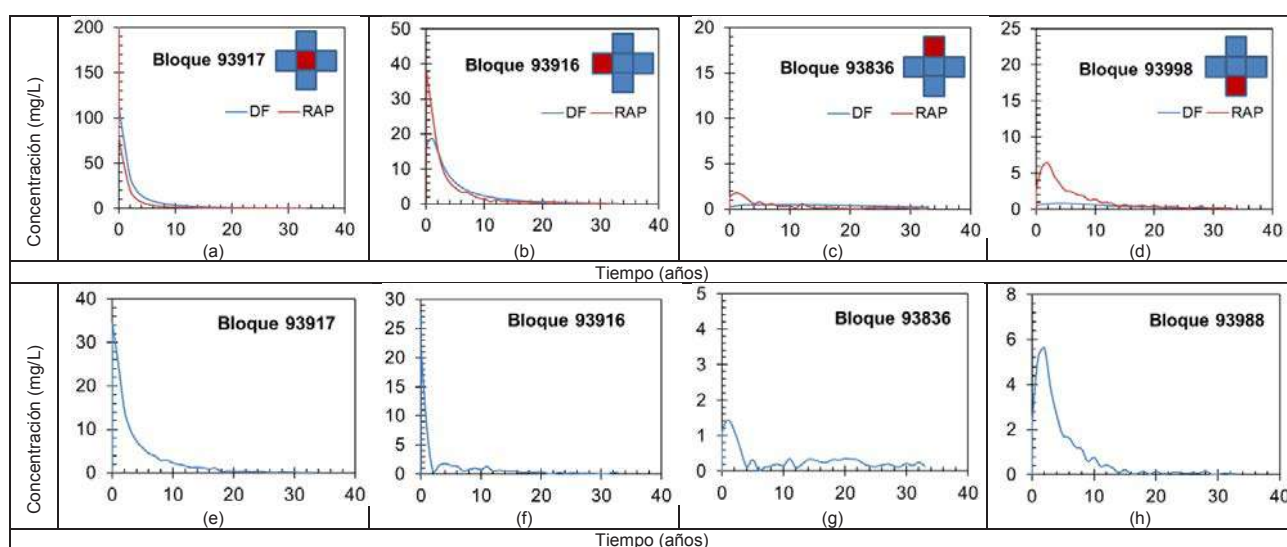 Concentración (mg/L)
200
150
100
50
0
0 10 20 30 40
Bloque 93917
DF RAP
(a)
50
40
30
20
10
0
0 10 20 30 40
Bloque 93916
DF RAP
(b)
20
15
10
5
0
0 10 20 30 40
Bloque 93836
DF RAP
(c)
25
20
15
10
5
0
0 10 20 30 40
Bloque 93998
DF RAP
(d)
Tiempo (años)
Concentración (mg/L)
40
30
20
10
0
0 10 20 30 40
Bloque 93917
(e)
30
25
20
15
10
5
0
0 10 20 30 40
Bloque 93916
(f)
5
4
3
2
1
0
0 10 20 30 40
Bloque 93836
(g)
8
6
4
2
0
0 10 20 30 40
Bloque 93988
(h)
Tiempo (años)